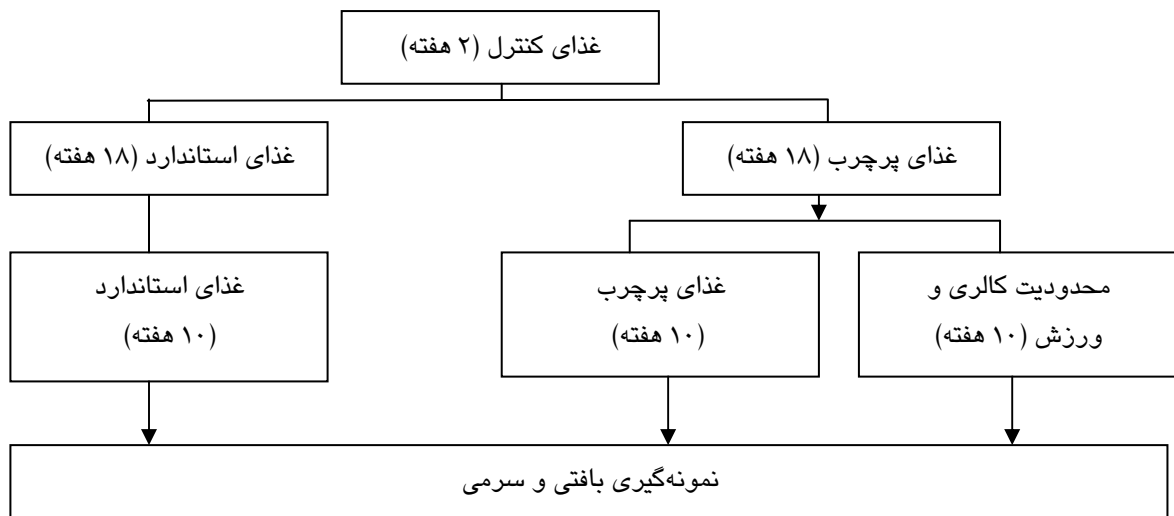 غذای کنترل (۲ هفته)
غذای پرچرب (۱۸ هفته)
غذای استاندارد (۱۸ هفته)
محدودیت کالری و
ورزش (۱۰ هفته)
غذای پرچرب
(۱۰ هفته)
غذای استاندارد
(۱۰ هفته)
نمونه‌گیری بافتی و سرمی